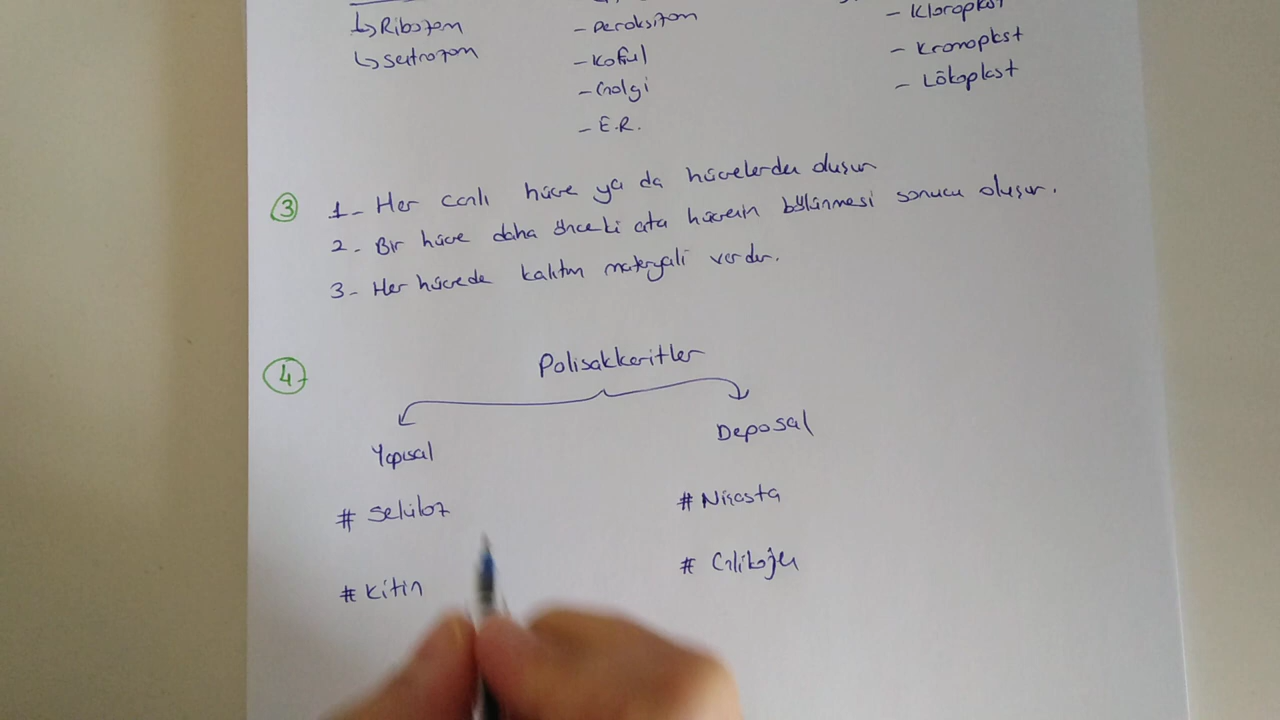 ↳ Ribozom
↳ Sentrozom
- Peroksizom
- Koful
- Golgi
- E.R.
- Kloroplast
- Kromoplast
- Lökoplast
3 1- Her canlı hücre ya da hücrelerden oluşur
2- Bir hücre daha önceki ata hücrenin bölünmesi sonucu oluşur.
3- Her hücrede kalıtım materyali vardır.
4 Polisakkaritler
Yapısal
# Selüloz
# Kitin
Deposal
# Nişasta
# Glikojen